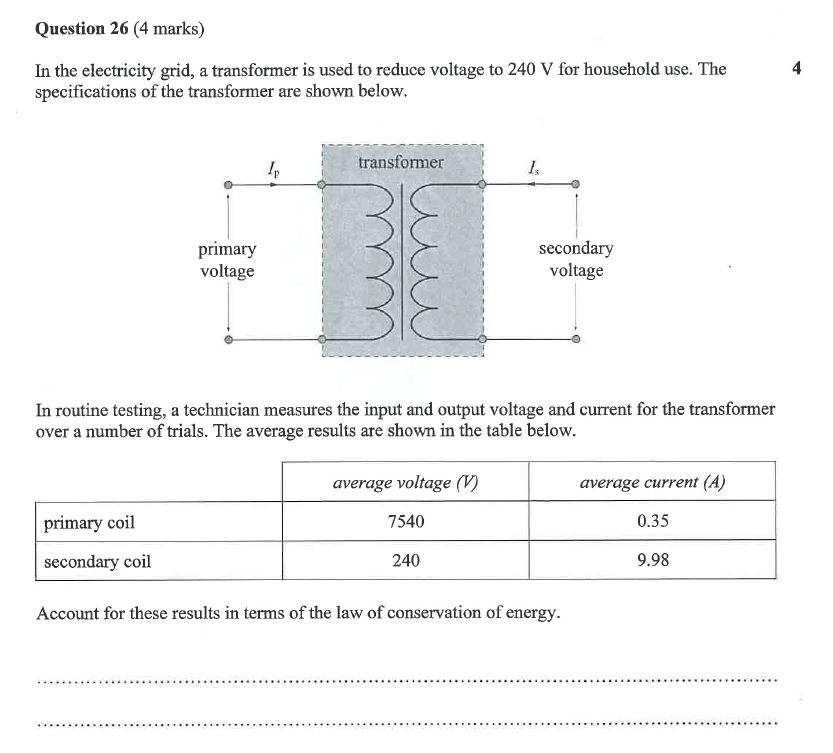 Question 26 (4 marks)
In the electricity grid, a transformer is used to reduce voltage to 240 V for household use. The 4
specifications of the transformer are shown below.
transformer
Ip
Is
primary
voltage
secondary
voltage
In routine testing, a technician measures the input and output voltage and current for the transformer
over a number of trials. The average results are shown in the table below.
average voltage (V) average current (A)
primary coil 7540 0.35
secondary coil 240 9.98
Account for these results in terms of the law of conservation of energy.